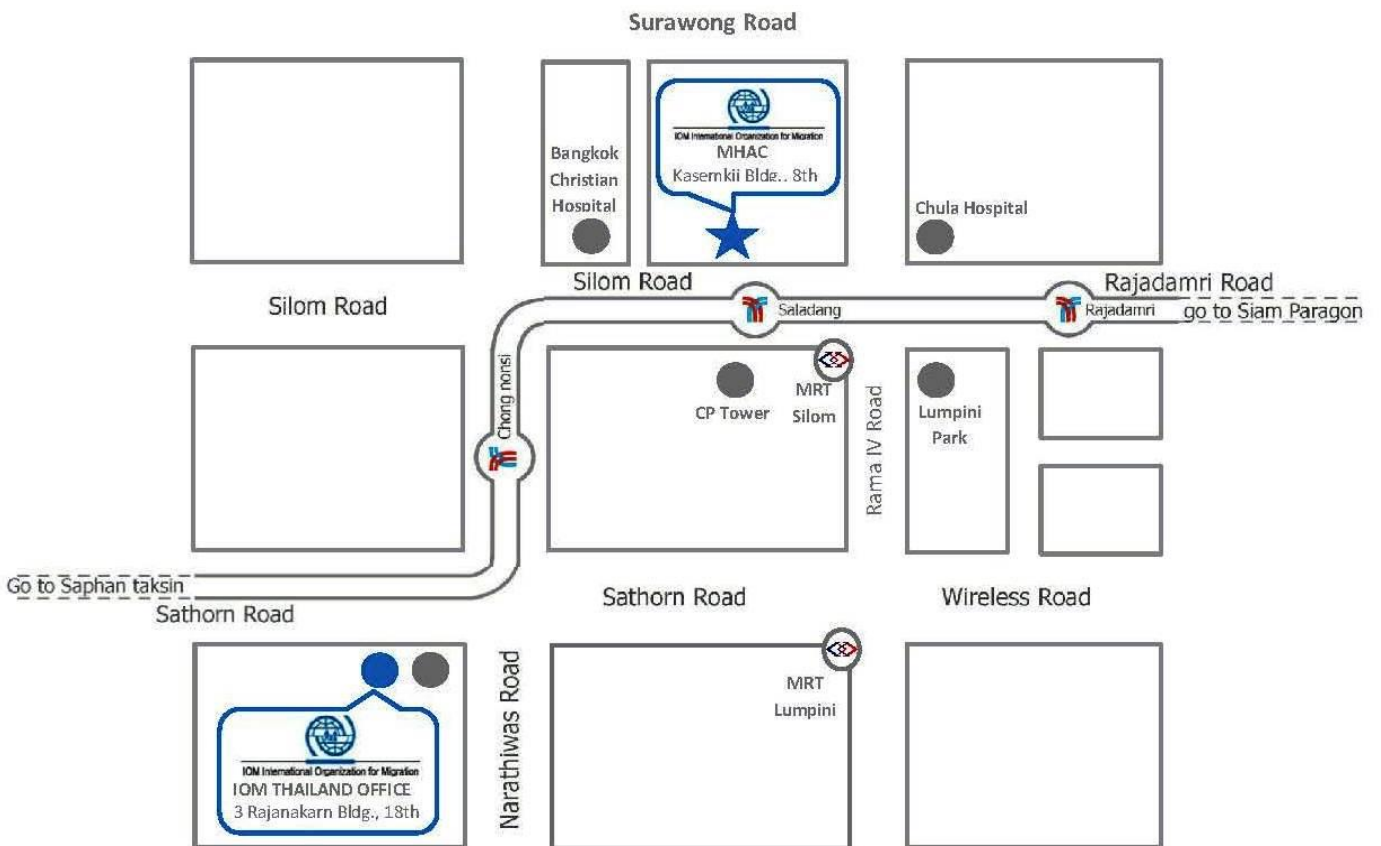 Surawong Road
IOM International Organization for Migration
MHAC
Kasemkii Bldg., 8th
Bangkok
Christian
Hospital
Chula Hospital
Silom Road
Silom Road
Rajadamri Road
Saladang
Rajadamri
go to Siam Paragon
Chong nonsi
CP Tower
MRT
Silom
Rama IV Road
Lumpini
Park
Go to Saphan taksin
Sathorn Road
Sathorn Road
Wireless Road
Narathiwas Road
MRT
Lumpini
IOM International Organization for Migration
IOM THAILAND OFFICE
3 Rajanakarn Bldg., 18th